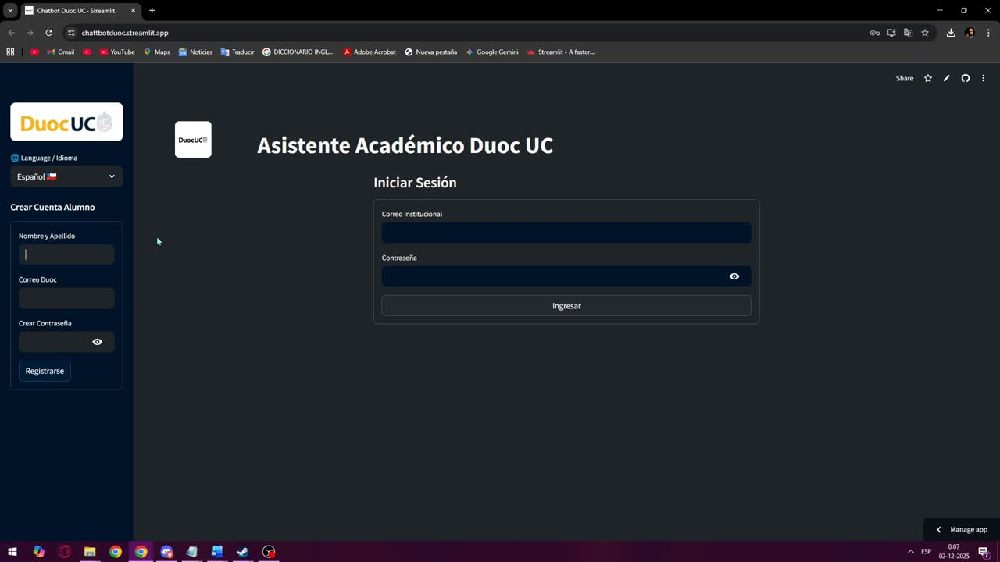 Chatbot Duoc UC · Streamlit
chattbotduoc.streamlit.app
Gmail
YouTube
Maps
Noticias
Traducir
DICCIONARIO INGL...
Adobe Acrobat
Nueva pestaña
Google Gemini
Streamlit • A faster...
Share
DuocUC
Language / Idioma
Español
Crear Cuenta Alumno
Nombre y Apellido
Correo Duoc
Crear Contraseña
Registrarse
DuocUC
Asistente Académico Duoc UC
Iniciar Sesión
Correo Institucional
Contraseña
Ingresar
Manage app
ESP
0:07
02-12-2025